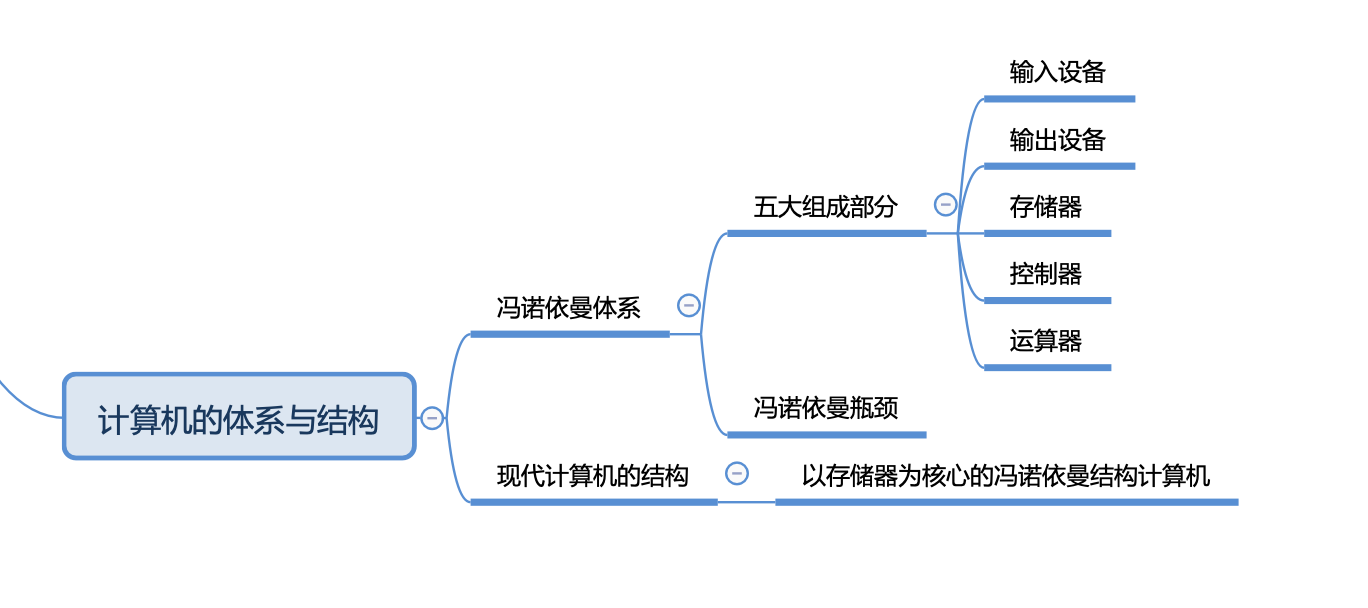 输入设备
输出设备
五大组成部分
存储器
控制器
冯诺依曼体系
运算器
计算机的体系与结构
冯诺依曼瓶颈
现代计算机的结构
以存储器为核心的冯诺依曼结构计算机